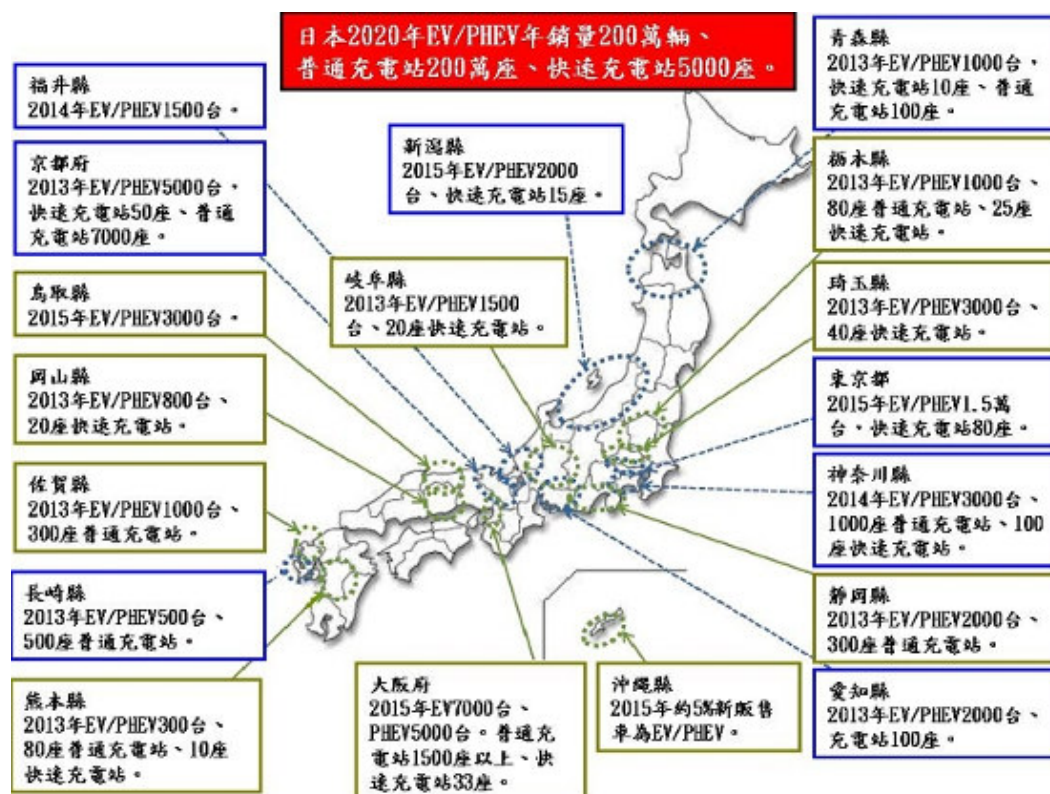 日本2020年EV/PHEV年銷量200萬輛、
普通充電站200萬座、快速充電站5000座。
福井縣
2014年EV/PHEV1500台。
京都府
2013年EV/PHEV5000台，
快速充電站50座、普通
充電站7000座。
鳥取縣
2015年EV/PHEV3000台。
岡山縣
2013年EV/PHEV800台、
20座快速充電站。
佐賀縣
2013年EV/PHEV1000台、
300座普通充電站。
長崎縣
2013年EV/PHEV500台、
500座普通充電站。
熊本縣
2013年EV/PHEV300台、
80座普通充電站、10座
快速充電站。
新潟縣
2015年EV/PHEV2000
台、快速充電站15座。
岐阜縣
2013年EV/PHEV1500
台、20座快速充電站。
大阪府
2015年EV7000台、
PHEV5000台。普通充
電站1500座以上、快
速充電站33座。
沖繩縣
2015年約5%新販售
車為EV/PHEV。
青森縣
2013年EV/PHEV1000台，
快速充電站10座、普通
充電站100座。
栃木縣
2013年EV/PHEV1000台、
80座普通充電站、25座
快速充電站。
琦玉縣
2013年EV/PHEV3000台、
40座快速充電站。
東京都
2015年EV/PHEV1.5萬
台、快速充電站80座。
神奈川縣
2014年EV/PHEV3000台、
1000座普通充電站、100
座快速充電站。
靜岡縣
2013年EV/PHEV2000台、
300座普通充電站。
愛知縣
2013年EV/PHEV2000台、
充電站100座。